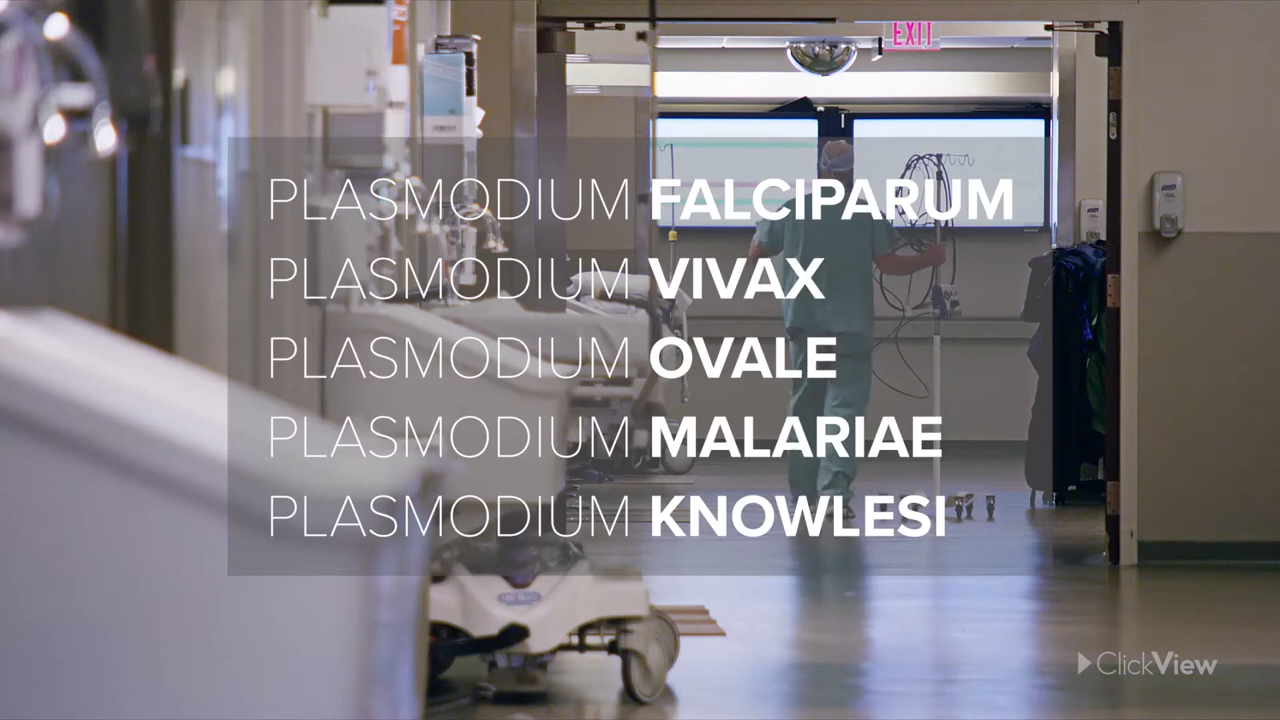 EXIT
PLASMODIUM FALCIPARUM
PLASMODIUM VIVAX
PLASMODIUM OVALE
PLASMODIUM MALARIAE
PLASMODIUM KNOWLESI
ClickView